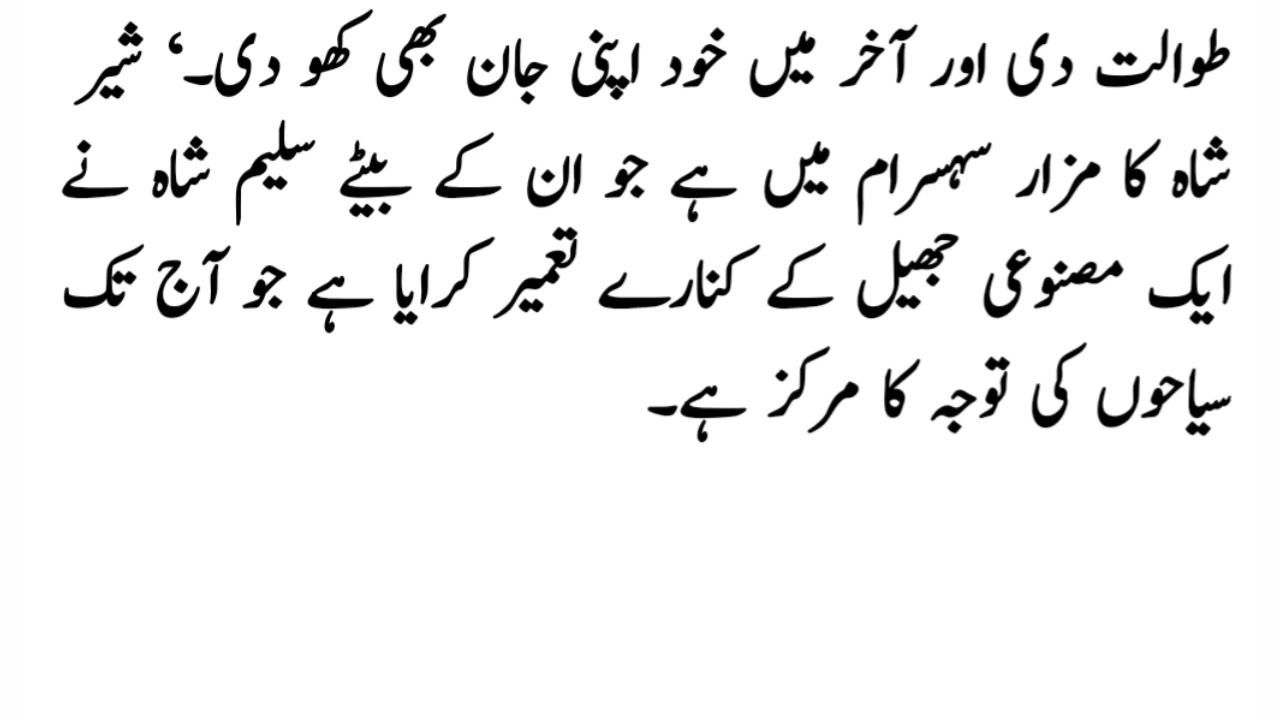 طوالت دی اور آخر میں خود اپنی جان بھی کھو دی۔‘ شیر
شاہ کا مزار سہسرام میں ہے جو ان کے بیٹے سلیم شاہ نے
ایک مصنوعی جھیل کے کنارے تعمیر کرایا ہے جو آج تک
سیاحوں کی توجہ کا مرکز ہے۔